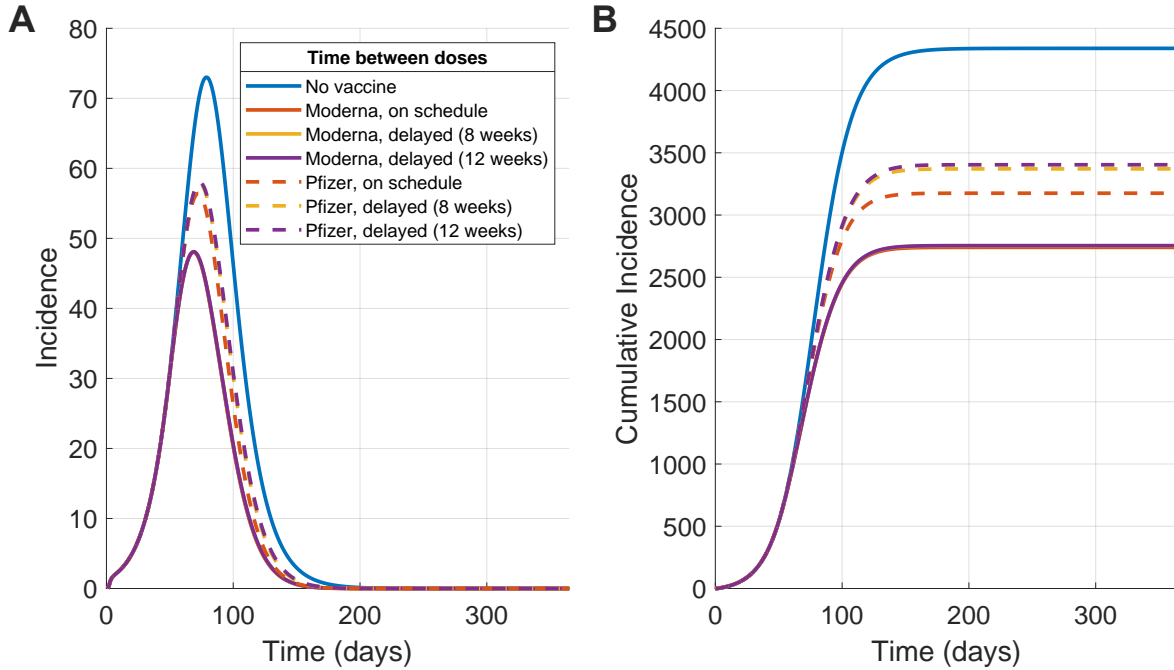 A
80
70
60
50
40
30
20
10
0
0
100
200
300
Incidence
Time (days)
Time between doses
No vaccine
Moderna, on schedule
Moderna, delayed (8 weeks)
Moderna, delayed (12 weeks)
Pfizer, on schedule
Pfizer, delayed (8 weeks)
Pfizer, delayed (12 weeks)
B
4500
4000
3500
3000
2500
2000
1500
1000
500
0
0
100
200
300
Cumulative Incidence
Time (days)